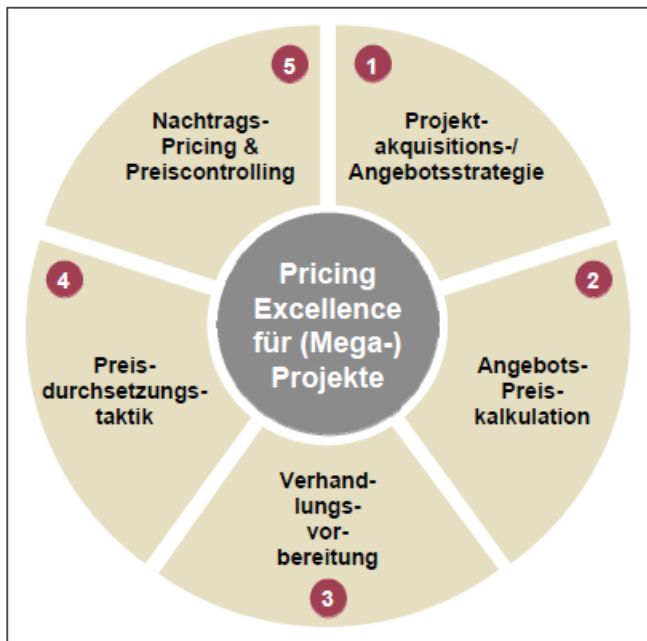 Pricing
Excellence
für (Mega-)
Projekte
1
Projekt-
akquisitions-/
Angebotsstrategie
2
Angebots-
Preis-
kalkulation
Verhand-
lungs-
vor-
bereitung
3
4
Preis-
durchsetzungs-
taktik
5
Nachtrags-
Pricing &
Preiscontrolling